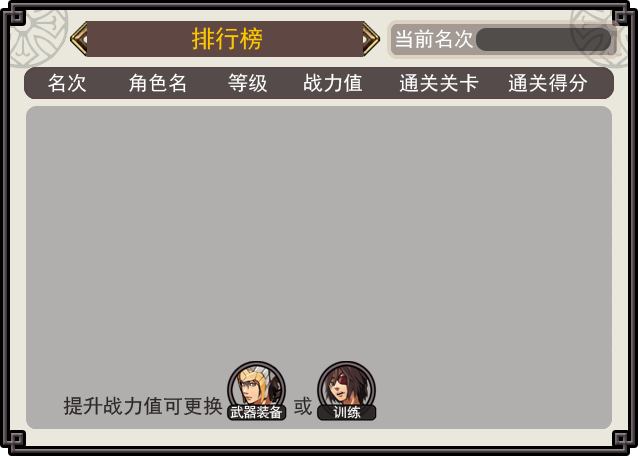 排行榜
当前名次
名次 角色名 等级 战力值 通关关卡 通关得分
提升战力值可更换 武器装备 或 训练